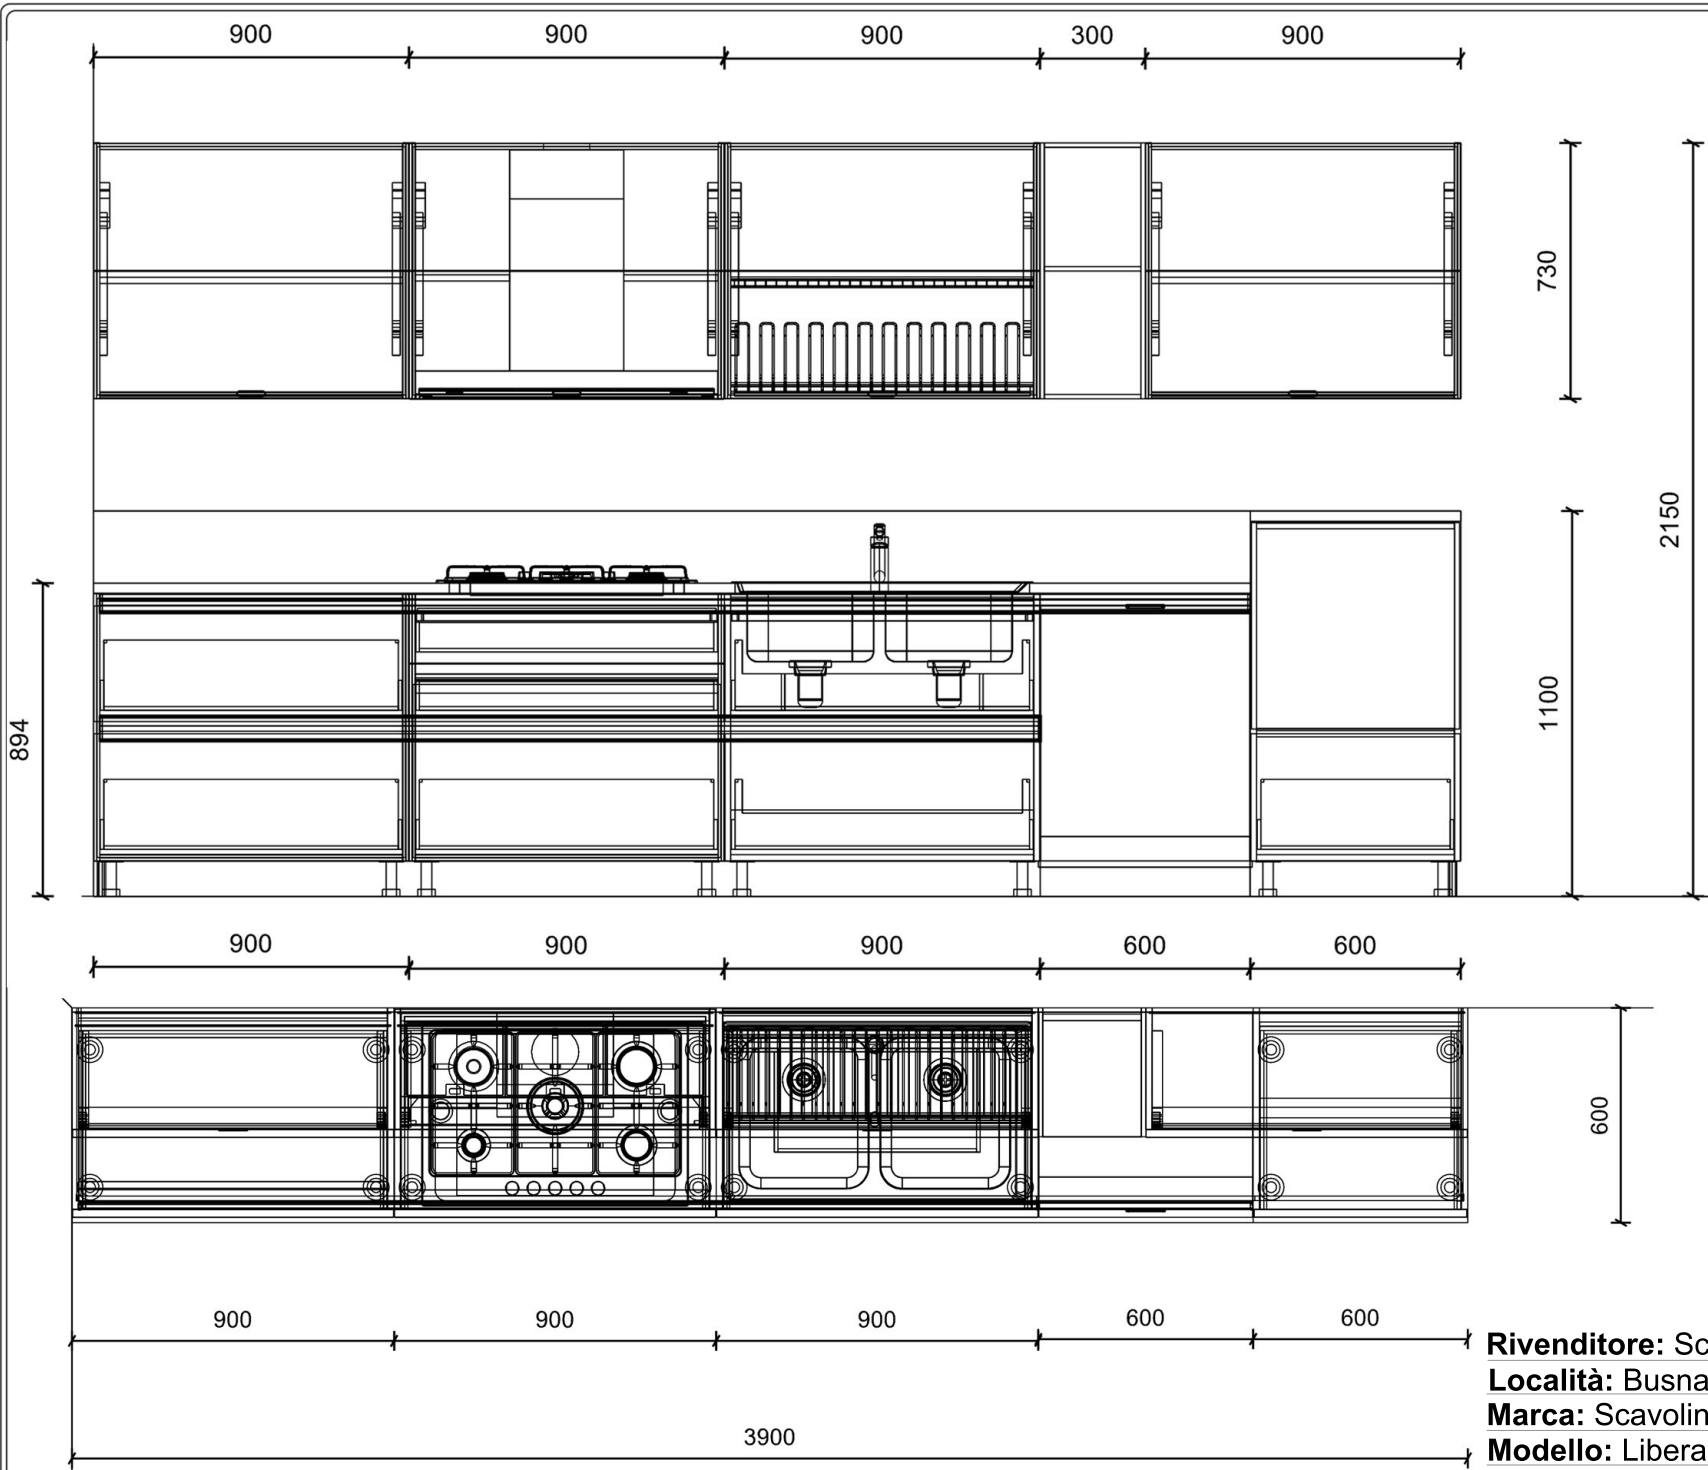 900 900 900 300 900
730
2150
1100
894
900 900 900 600 600
600
900 900 900 600 600
3900
Rivenditore: Sc
Località: Busna
Marca: Scavolin
Modello: Libera